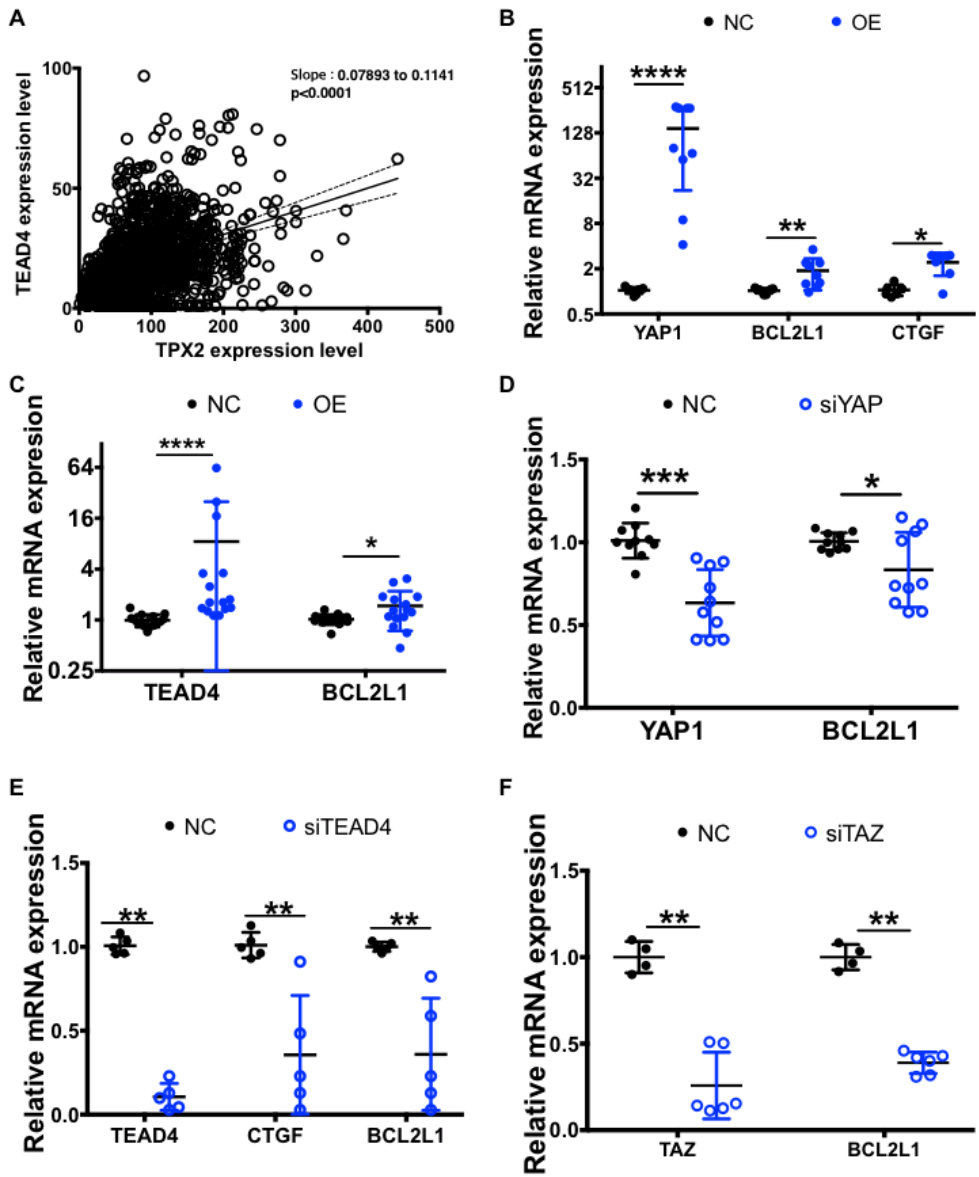 A
Slope : 0.07893 to 0.1141
p<0.0001
TEAD4 expression level
100
50
0
0 100 200 300 400 500
TPX2 expression level
B
NC OE
Relative mRNA expression
512
128
32
8
2
0.5
**** ** *
YAP1 BCL2L1 CTGF
C
NC OE
Relative mRNA expression
64
16
4
1
0.25
**** *
TEAD4 BCL2L1
D
NC siYAP
Relative mRNA expression
1.5
1.0
0.5
0.0
*** *
YAP1 BCL2L1
E
NC siTEAD4
Relative mRNA expression
1.5
1.0
0.5
0.0
** ** **
TEAD4 CTGF BCL2L1
F
NC siTAZ
Relative mRNA expression
1.5
1.0
0.5
0.0
** **
TAZ BCL2L1